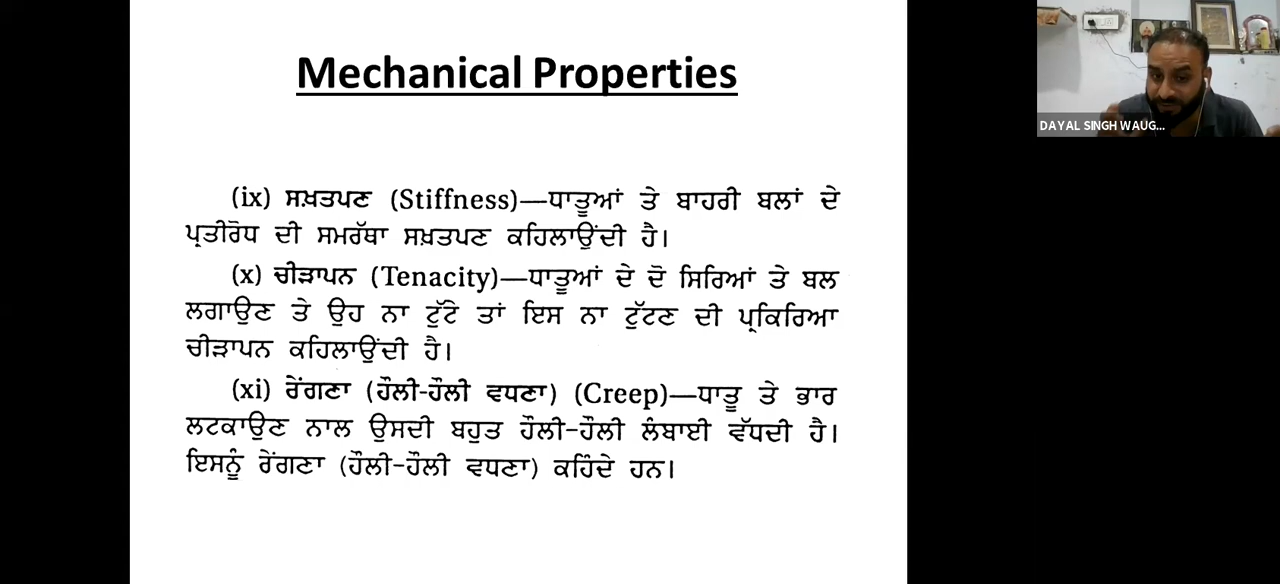 Mechanical Properties
(ix) ਸਖ਼ਤਪਣ (Stiffness)—ਧਾਤੂਆਂ ਤੇ ਬਾਹਰੀ ਬਲਾਂ ਦੇ
ਪ੍ਰਤੀਰੋਧ ਦੀ ਸਮਰੱਥਾ ਸਖ਼ਤਪਣ ਕਹਿਲਾਉਂਦੀ ਹੈ।
(x) ਚੀੜਾਪਨ (Tenacity)—ਧਾਤੂਆਂ ਦੇ ਦੋ ਸਿਰਿਆਂ ਤੇ ਬਲ
ਲਗਾਉਣ ਤੇ ਉਹ ਨਾ ਟੁੱਟੇ ਤਾਂ ਇਸ ਨਾ ਟੁੱਟਣ ਦੀ ਪ੍ਰਕਿਰਿਆ
ਚੀੜਾਪਨ ਕਹਿਲਾਉਂਦੀ ਹੈ।
(xi) ਰੇਂਗਣਾ (ਹੌਲੀ-ਹੌਲੀ ਵਧਣਾ) (Creep)—ਧਾਤੂ ਤੇ ਭਾਰ
ਲਟਕਾਉਣ ਨਾਲ ਉਸਦੀ ਬਹੁਤ ਹੌਲੀ-ਹੌਲੀ ਲੰਬਾਈ ਵੱਧਦੀ ਹੈ।
ਇਸਨੂੰ ਰੇਂਗਣਾ (ਹੌਲੀ-ਹੌਲੀ ਵਧਣਾ) ਕਹਿੰਦੇ ਹਨ।
DAYAL SINGH WAUG...